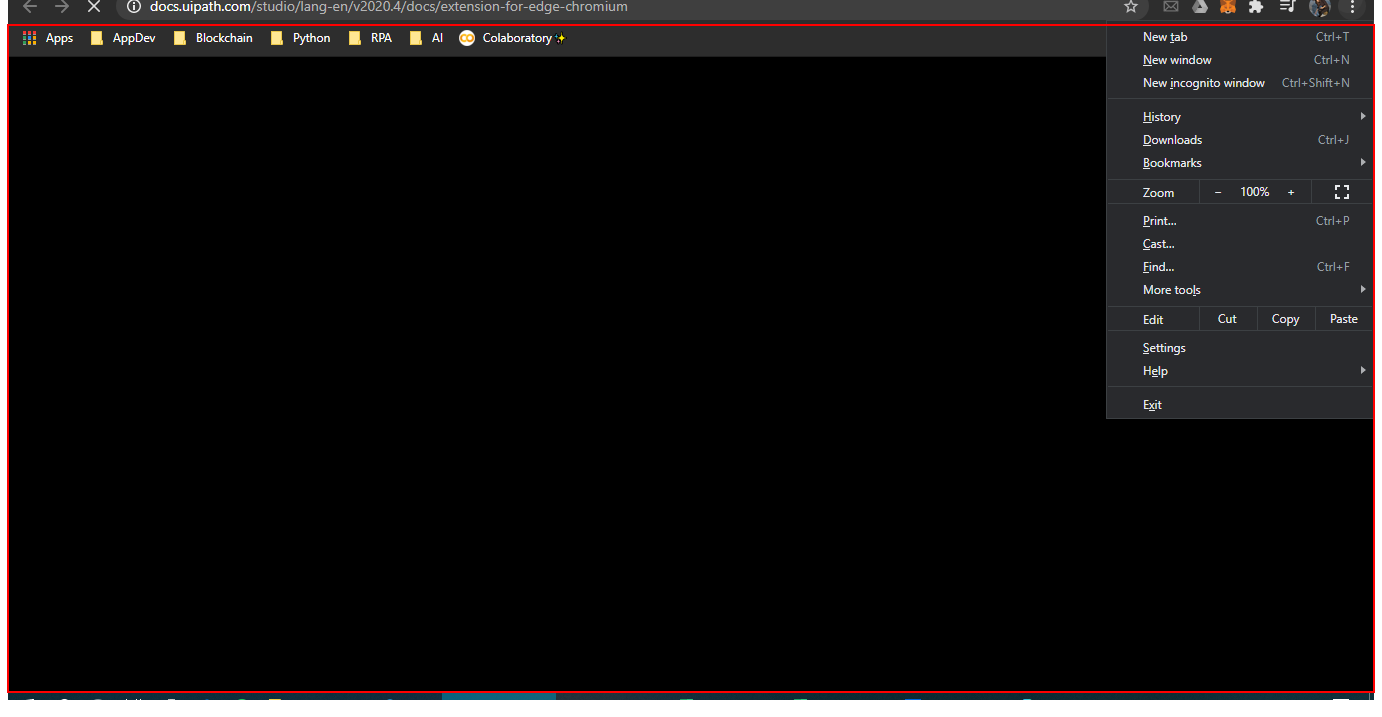 docs.uipath.com/studio/lang-en/v2020.4/docs/extension-for-edge-chromium
Apps AppDev Blockchain Python RPA AI Colaboratory✨
New tab Ctrl+T
New window Ctrl+N
New incognito window Ctrl+Shift+N
History
Downloads Ctrl+J
Bookmarks
Zoom − 100% +
Print... Ctrl+P
Cast...
Find... Ctrl+F
More tools
Edit Cut Copy Paste
Settings
Help
Exit